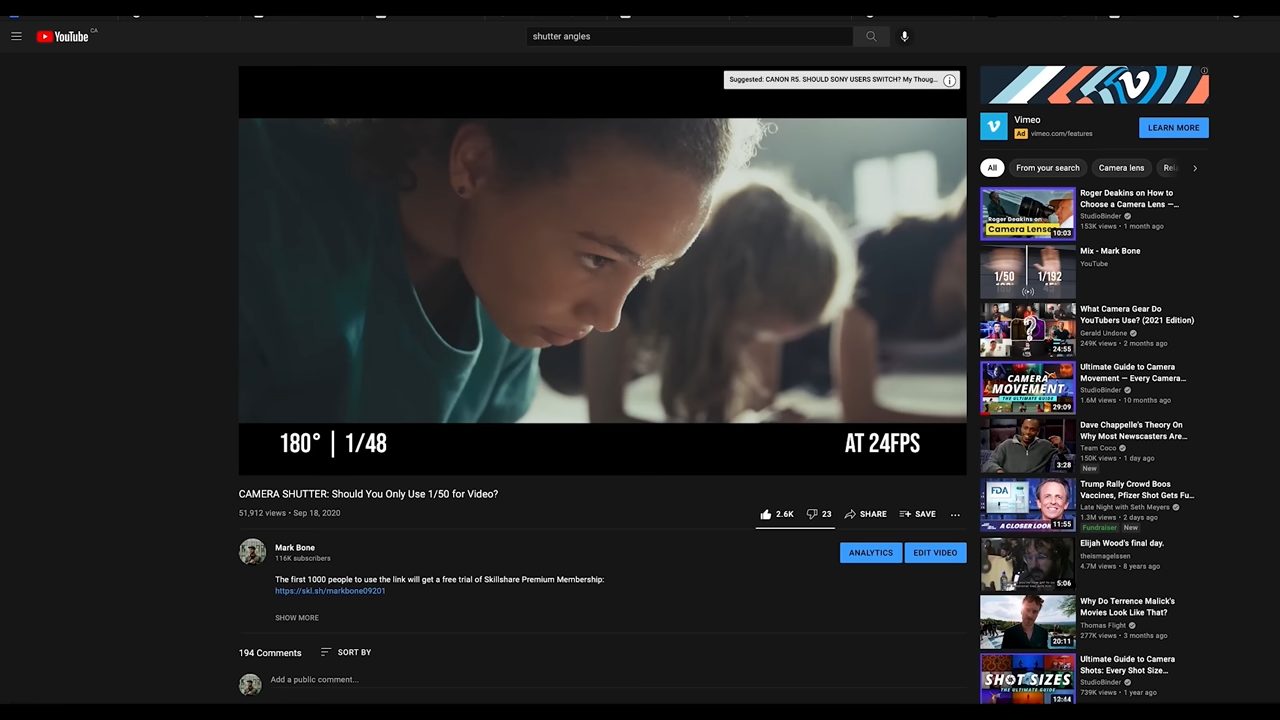 YouTube CA
shutter angles
Suggested: CANON R5. SHOULD SONY USERS SWITCH? My Thoug...
180° | 1/48
AT 24FPS
CAMERA SHUTTER: Should You Only Use 1/50 for Video?
51,912 views • Sep 18, 2020
2.6K
23
SHARE
SAVE
Mark Bone
116K subscribers
ANALYTICS
EDIT VIDEO
The first 1000 people to use the link will get a free trial of Skillshare Premium Membership:
https://skl.sh/markbone09201
SHOW MORE
194 Comments
SORT BY
Add a public comment...
Vimeo
Ad vimeo.com/features
LEARN MORE
All
From your search
Camera lens
Rel
Roger Deakins on
Camera Lense
10:03
Roger Deakins on How to
Choose a Camera Lens —...
StudioBinder
153K views • 1 month ago
1/50
1/192
Mix - Mark Bone
YouTube
24:55
What Camera Gear Do
YouTubers Use? (2021 Edition)
Gerald Undone
249K views • 2 months ago
CAMERA
MOVEMENT
THE ULTIMATE GUIDE
29:09
Ultimate Guide to Camera
Movement — Every Camera...
StudioBinder
1.6M views • 10 months ago
3:28
Dave Chappelle's Theory On
Why Most Newscasters Are...
Team Coco
150K views • 1 day ago
New
FDA
A CLOSER LOOK
11:55
Trump Rally Crowd Boos
Vaccines, Pfizer Shot Gets Fu...
Late Night with Seth Meyers
1.3M views • 2 days ago
Fundraiser
New
5:06
Elijah Wood's final day.
theismagelssen
4.7M views • 8 years ago
20:11
Why Do Terrence Malick's
Movies Look Like That?
Thomas Flight
277K views • 3 months ago
SHOT SIZES
THE ULTIMATE GUIDE
12:44
Ultimate Guide to Camera
Shots: Every Shot Size...
StudioBinder
739K views • 1 year ago